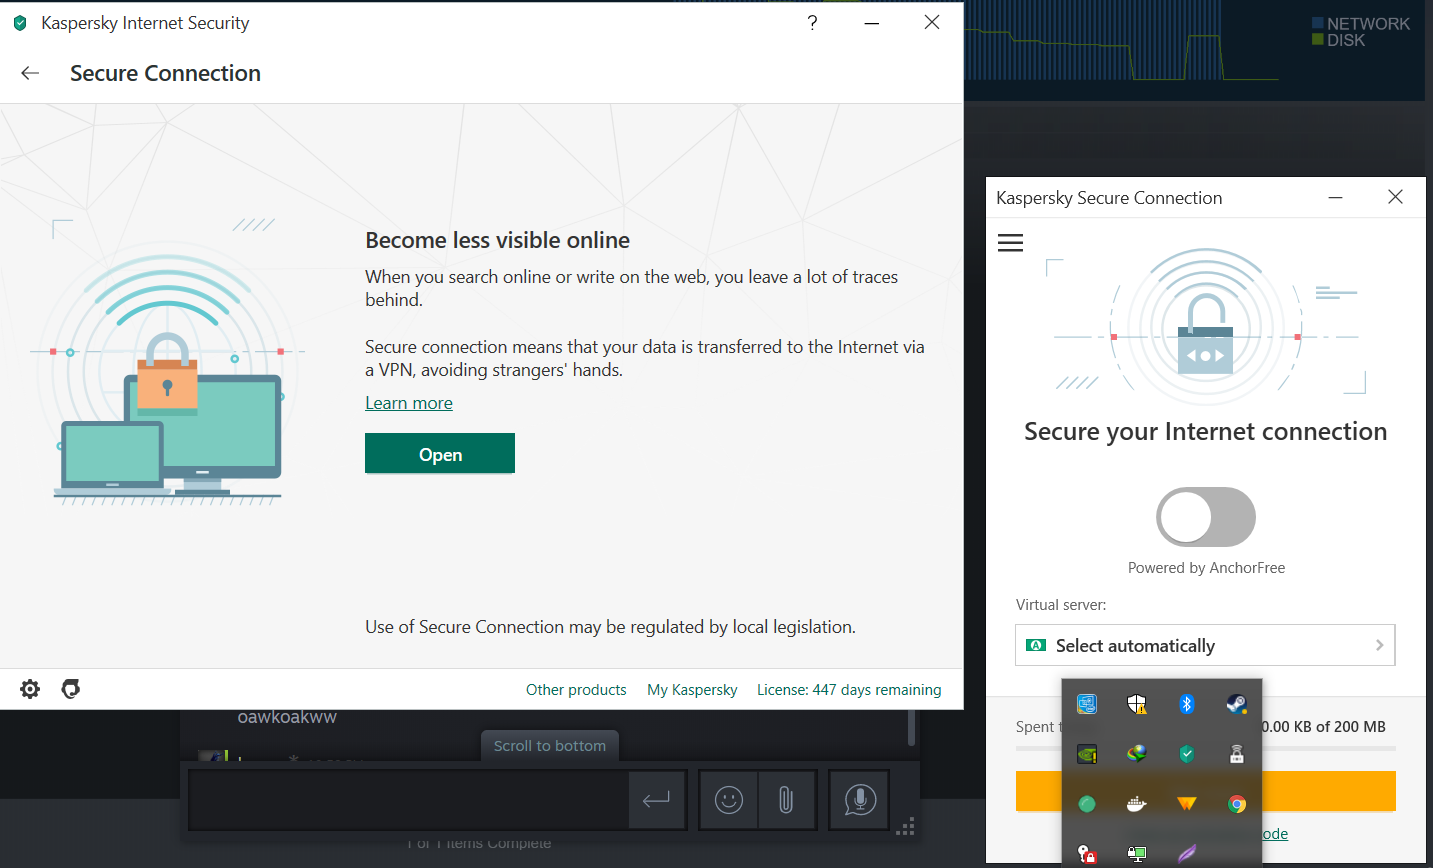 Kaspersky Internet Security
?
Secure Connection
Become less visible online
When you search online or write on the web, you leave a lot of traces
behind.
Secure connection means that your data is transferred to the Internet via
a VPN, avoiding strangers' hands.
Learn more
Open
Use of Secure Connection may be regulated by local legislation.
Other products
My Kaspersky
License: 447 days remaining
NETWORK
DISK
Kaspersky Secure Connection
Secure your Internet connection
Powered by AnchorFree
Virtual server:
Select automatically
Spent
0.00 KB of 200 MB
ode
oawkoakww
Scroll to bottom
1 of 1 Items Complete